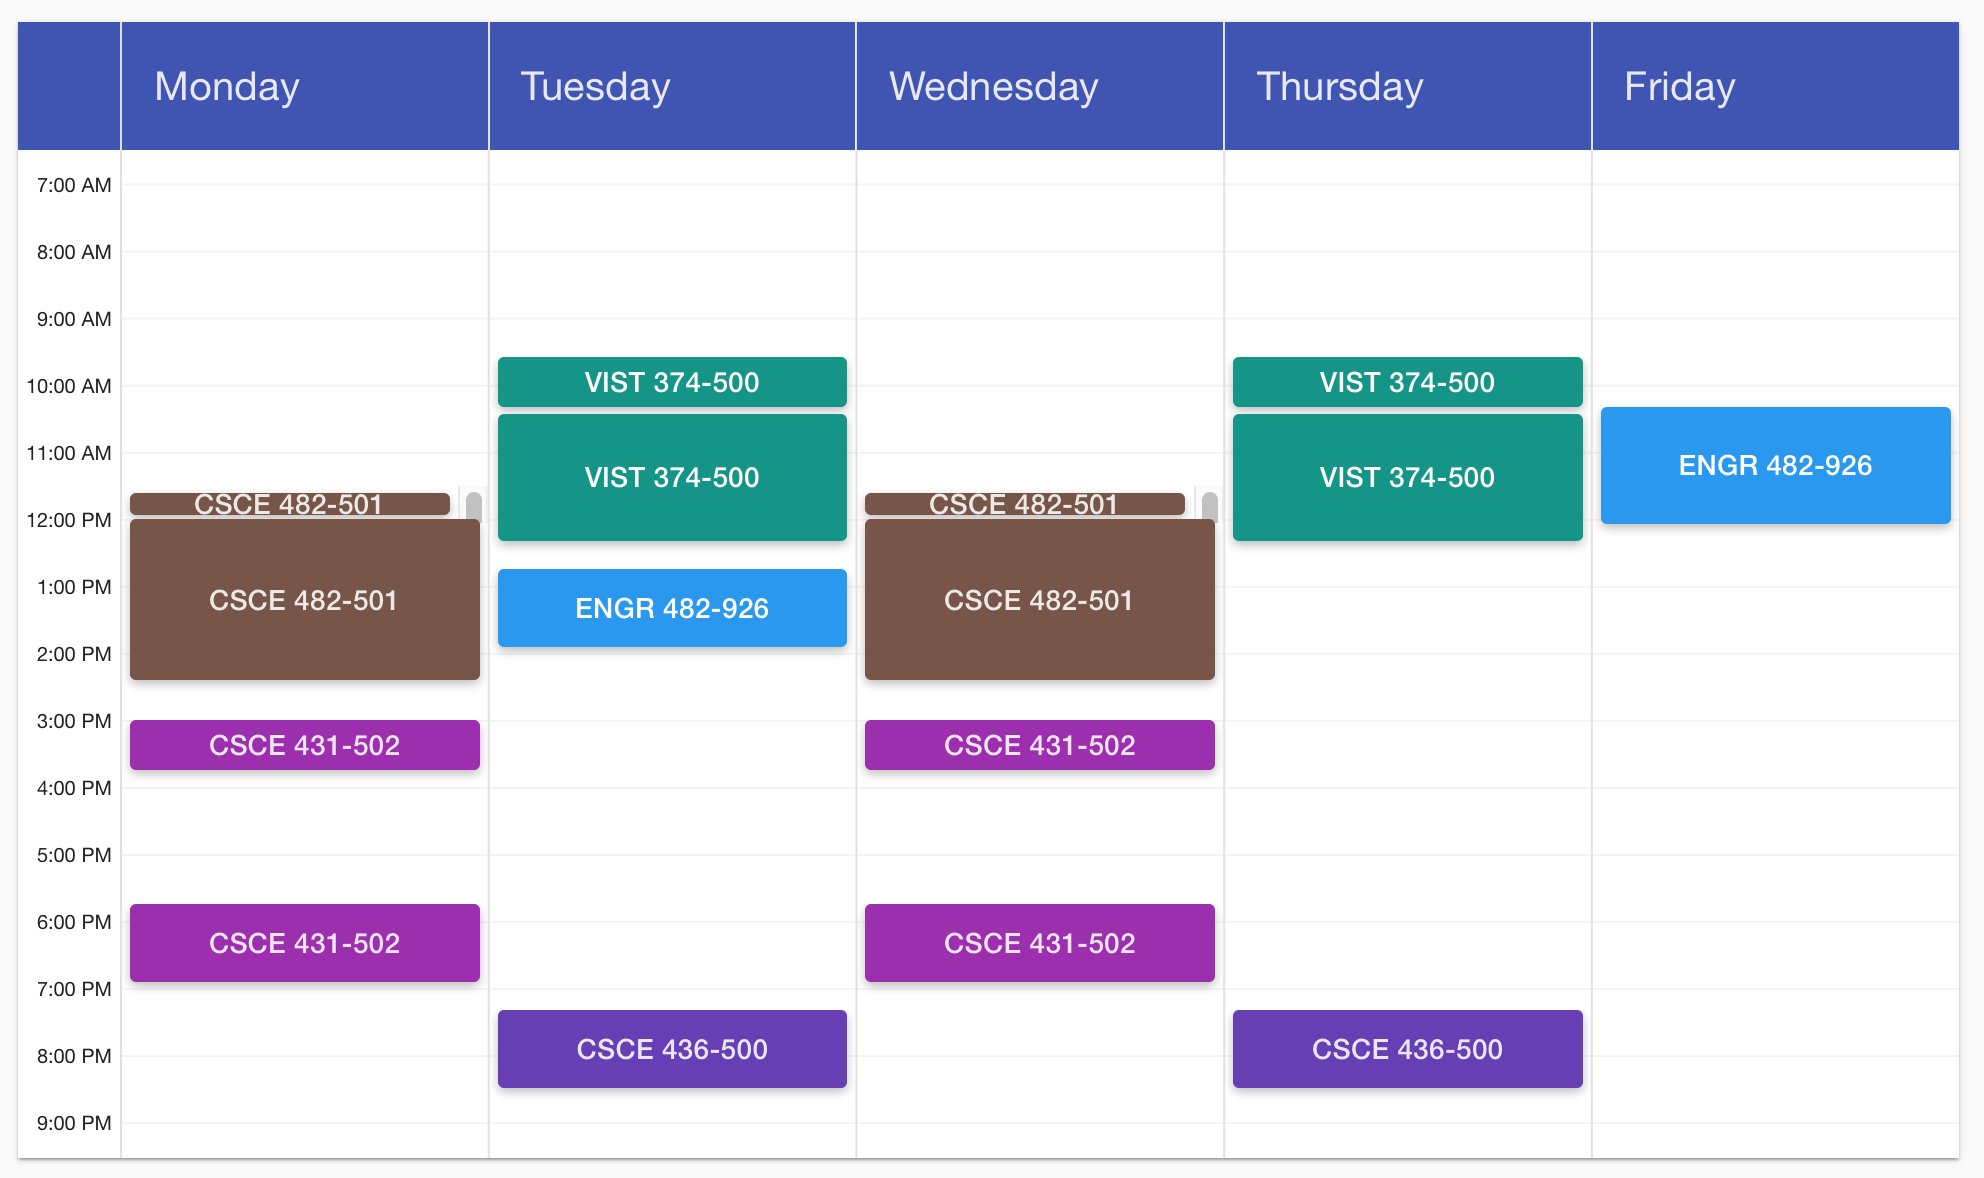 Monday Tuesday Wednesday Thursday Friday
7:00 AM
8:00 AM
9:00 AM
VIST 374-500 VIST 374-500
10:00 AM
ENGR 482-926
11:00 AM
VIST 374-500 VIST 374-500
CSCE 482-501 CSCE 482-501
12:00 PM
1:00 PM
CSCE 482-501 ENGR 482-926 CSCE 482-501
2:00 PM
3:00 PM
CSCE 431-502 CSCE 431-502
4:00 PM
5:00 PM
6:00 PM
CSCE 431-502 CSCE 431-502
7:00 PM
CSCE 436-500 CSCE 436-500
8:00 PM
9:00 PM